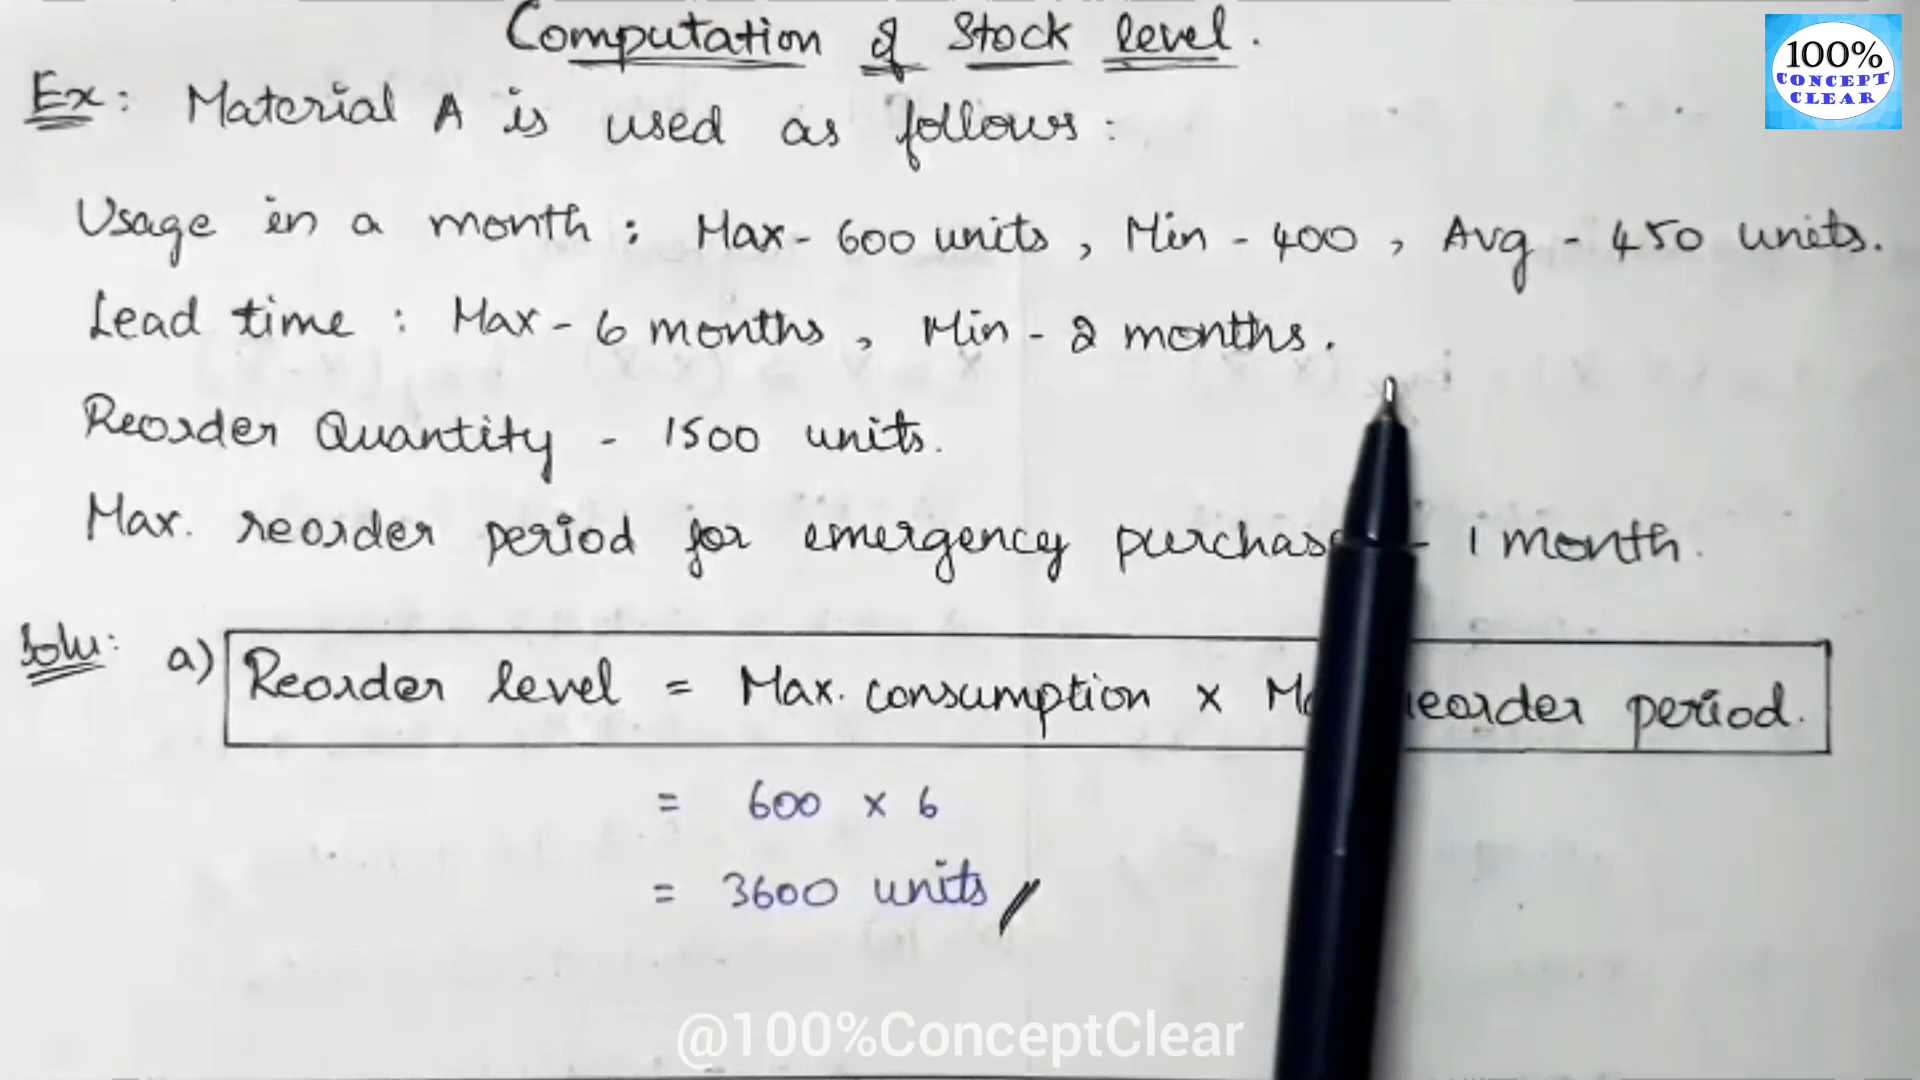 Computation of Stock level.
100%
CONCEPT
CLEAR
Ex: Material A is used as follows:
Usage in a month: Max - 600 units, Min - 400, Avg - 450 units.
Lead time: Max - 6 months, Min - 2 months.
Reorder Quantity - 1500 units.
Max. reorder period for emergency purchase - 1 month.
Solu: a) Reorder level = Max. consumption x reorder period.
= 600 x 6
= 3600 units
@100%ConceptClear